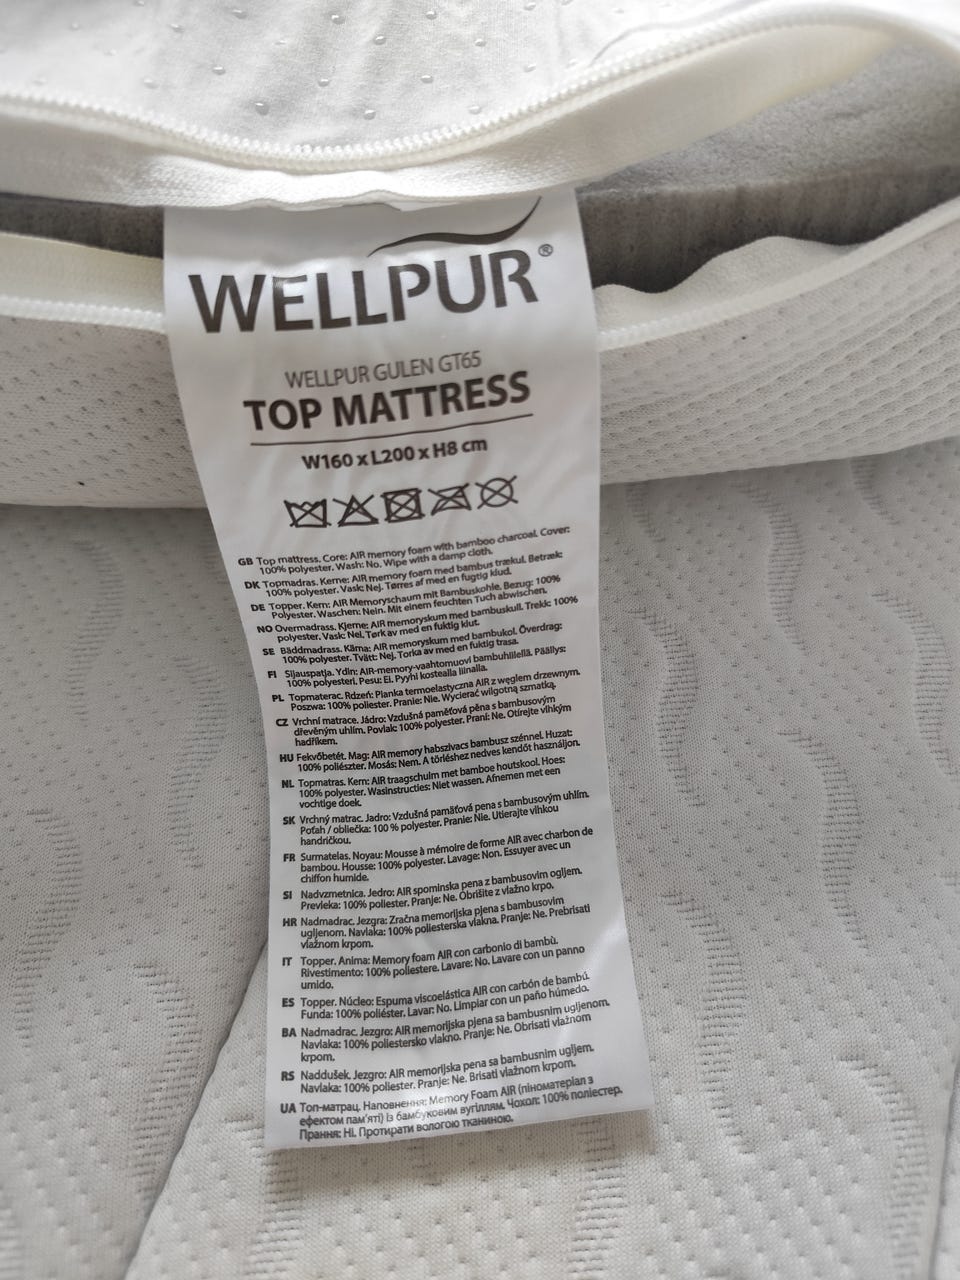 WELLPUR®
WELLPUR GULEN GT65
TOP MATTRESS
W160 x L200 x H8 cm
GB Top mattress. Core: AIR memory foam with bamboo charcoal. Cover:
100% polyester. Wash: No. Wipe with a damp cloth.
DK Topmadras. Kerne: AIR memory foam med bambus trækul. Betræk:
100% polyester. Vask: Nej. Tørres af med en fugtig klud.
DE Topper. Kern: AIR Memoryschaum mit Bambuskohle. Bezug: 100%
Polyester. Waschen: Nein. Mit einem feuchten Tuch abwischen.
NO Overmadrass. Kjerne: AIR memoryskum med bambuskull. Trekk: 100%
polyester. Vask: Nei. Tørk av med en fuktig klut.
SE Bäddmadrass. Kärna: AIR memoryskum med bambukol. Överdrag:
100% polyester. Tvätt: Nej. Torka av med en fuktig trasa.
FI Sijauspatja. Ydin: AIR-memory-vaahtomuovi bambuhiilellä. Päällys:
100% polyesteri. Pesu: Ei. Pyyhi kostealla liinalla.
PL Topmaterac. Rdzeń: Pianka termoelastyczna AIR z węglem drzewnym.
Poszwa: 100% polyester. Pranie: Nie. Wycierać wilgotną szmatką.
CZ Vrchní matrace. Jádro: Vzdušná paměťová pěna s bambusovým
dřevěným uhlím. Povlak: 100% polyester. Praní: Ne. Otírejte vlhkým
hadříkem.
HU Fekvőbetét. Mag: AIR memory habszivacs bambusz szénnel. Huzat:
100% poliészter. Mosás: Nem. A törléshez nedves kendőt használjon.
NL Topmatras. Kern: AIR traagschuim met bamboe houtskool. Hoes:
100% polyester. Wasinstructies: Niet wassen. Afnemen met een
vochtige doek.
SK Vrchný matrac. Jadro: Vzdušná pamäťová pena s bambusovým uhlím.
Poťah / obliečka: 100 % polyester. Pranie: Nie. Utierajte vlhkou
handričkou.
FR Surmatelas. Noyau: Mousse à mémoire de forme AIR avec charbon de
bambou. Housse: 100% polyester. Lavage: Non. Essuyer avec un
chiffon humide.
SI Nadvzmetnica. Jedro: AIR spominska pena z bambusovim ogljem.
Prevleka: 100% poliester. Pranje: Ne. Obrišite z vlažno krpo.
HR Nadmadrac. Jezgra: Zračna memorijska pjena s bambusovim
ugljenom. Navlaka: 100% poliesterska vlakna. Pranje: Ne. Prebrisati
vlažnom krpom.
IT Topper. Anima: Memory foam AIR con carbonio di bambù.
Rivestimento: 100% poliestere. Lavare: No. Lavare con un panno
umido.
ES Topper. Núcleo: Espuma viscoelástica AIR con carbón de bambú.
Funda: 100% poliéster. Lavar: No. Limpiar con un paño húmedo.
BA Nadmadrac. Jezgro: AIR memorijska pjena sa bambusnim ugljenom.
Navlaka: 100% poliestersko vlakno. Pranje: Ne. Obrisati vlažnom
krpom.
RS Naddušek. Jezgro: AIR memorijska pena sa bambusnim ugljem.
Navlaka: 100% poliester. Pranje: Ne. Brisati vlažnom krpom.
UA Топ-матрац. Наповнення: Memory Foam AIR (піноматеріал з
ефектом пам'яті) із бамбуковим вугіллям. Чохол: 100% поліестер.
Прання: Ні. Протирати вологою тканиною.